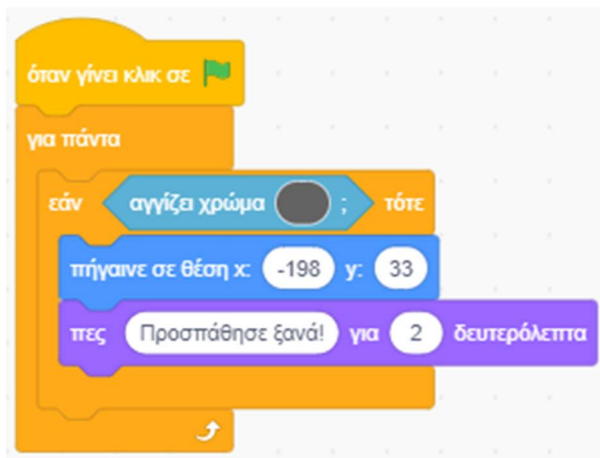 όταν γίνει κλικ σε
για πάντα
εάν αγγίζει χρώμα ; τότε
πήγαινε σε θέση x: -198 y: 33
πες Προσπάθησε ξανά! για 2 δευτερόλεπτα